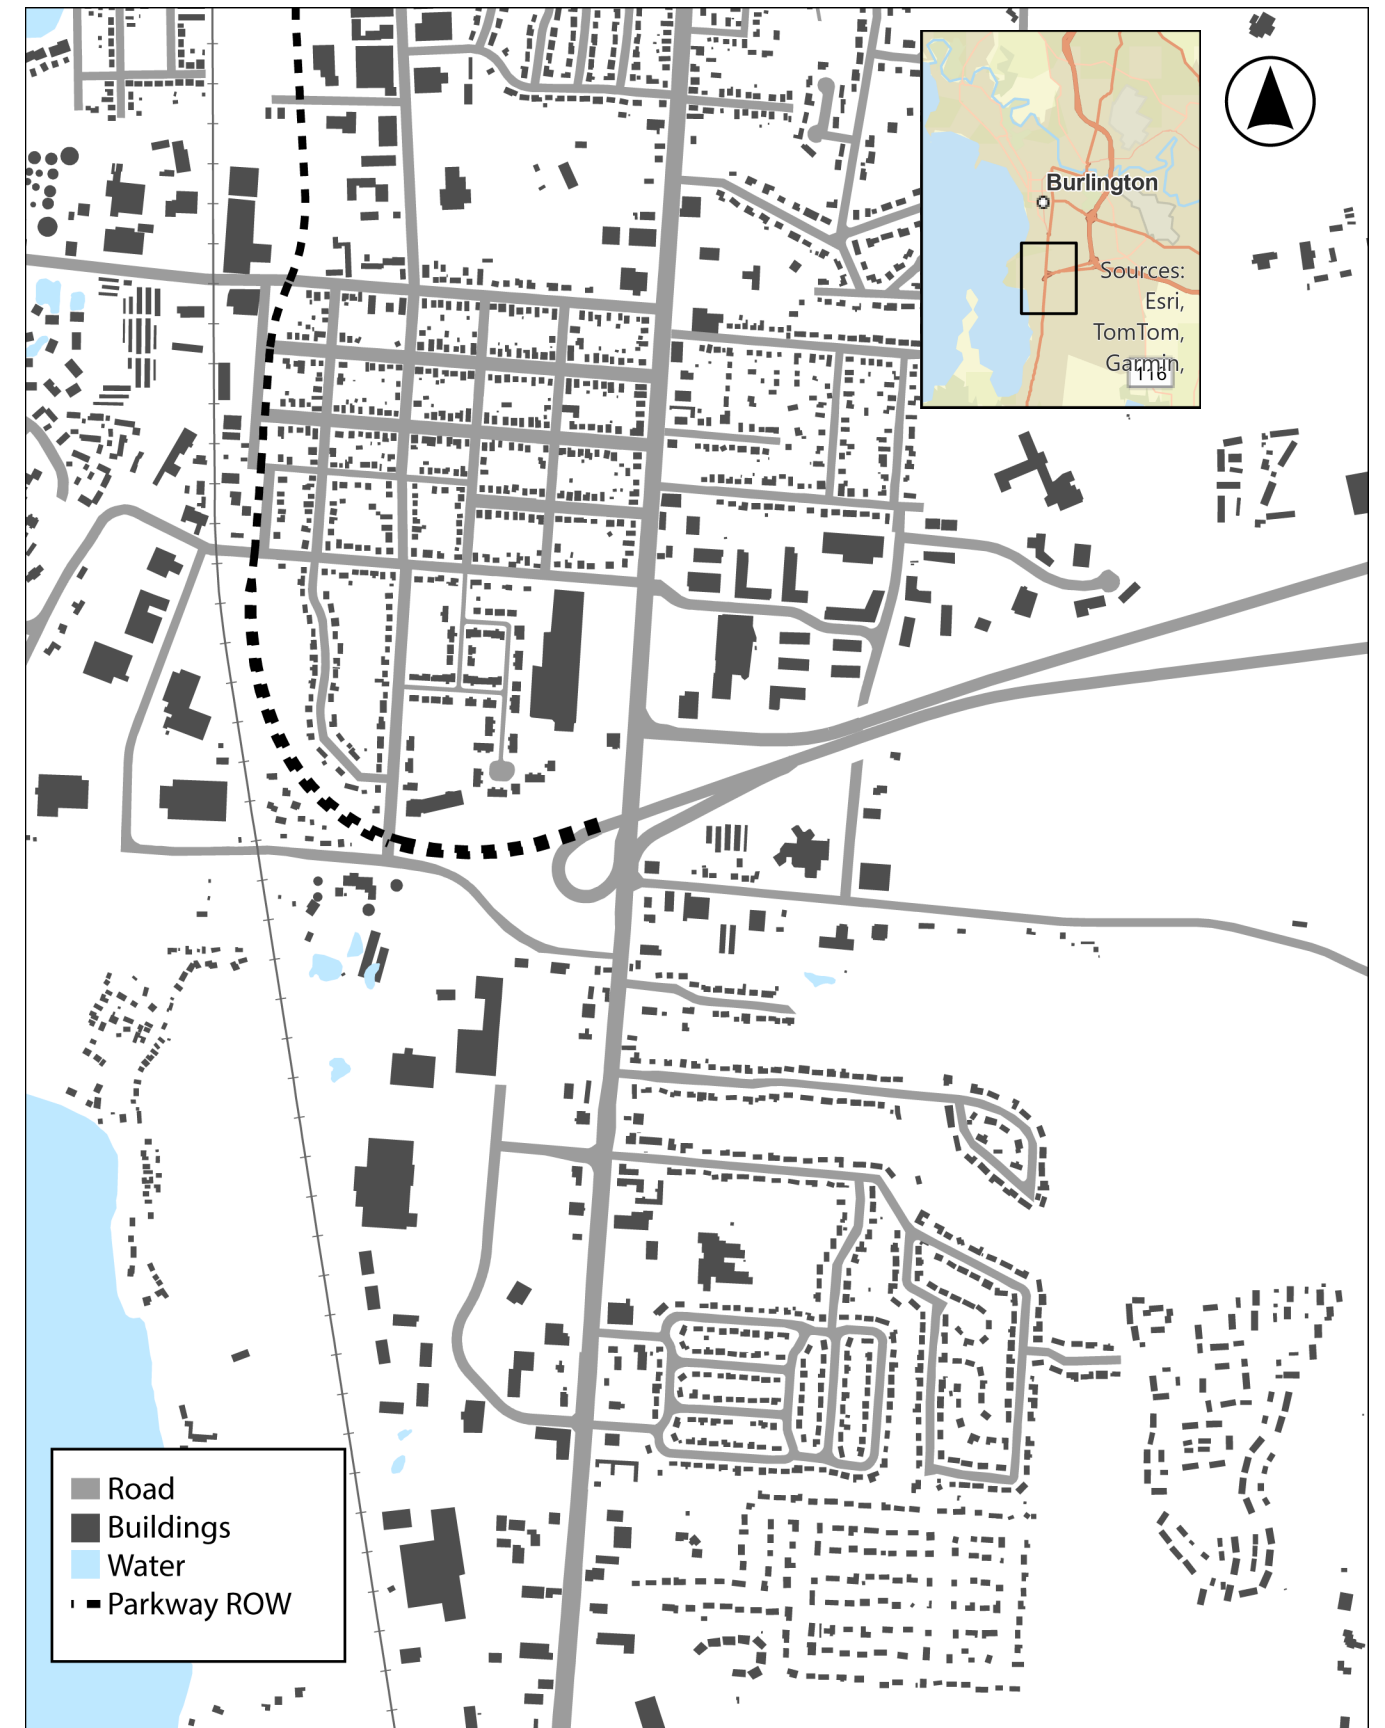 Burlington
Sources:
Esri,
TomTom,
Garmin,
116
Road
Buildings
Water
Parkway ROW